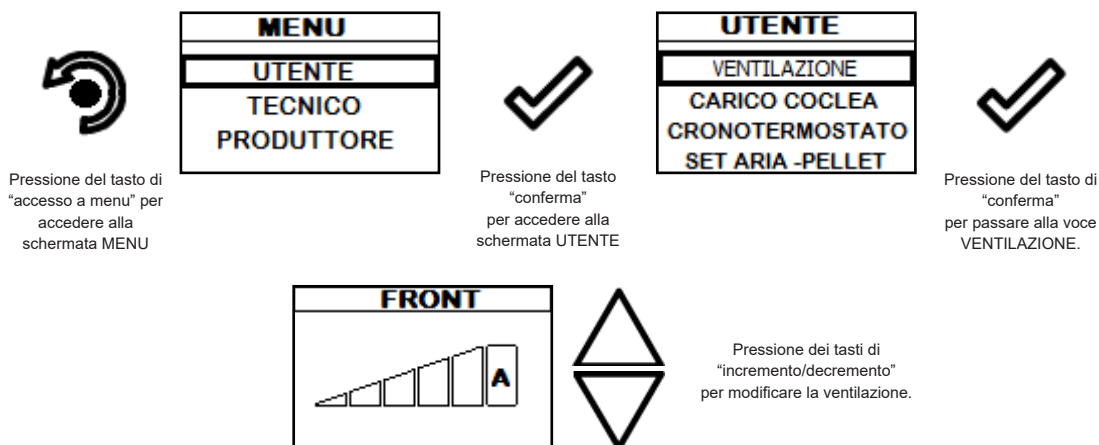 MENU
UTENTE
TECNICO
PRODUTTORE
Pressione del tasto di
“accesso a menu” per
accedere alla
schermata MENU
Pressione del tasto
“conferma”
per accedere alla
schermata UTENTE
UTENTE
VENTILAZIONE
CARICO COCLEA
CRONOTERMOSTATO
SET ARIA -PELLET
Pressione del tasto di
“conferma”
per passare alla voce
VENTILAZIONE.
FRONT
A
Pressione dei tasti di
“incremento/decremento”
per modificare la ventilazione.